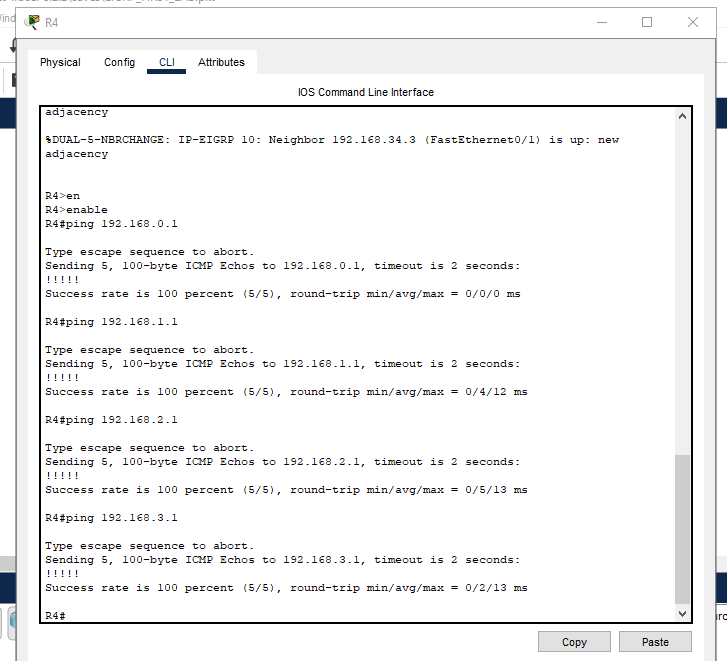 R4
Physical Config CLI Attributes
IOS Command Line Interface
adjacency
%DUAL-5-NBRCHANGE: IP-EIGRP 10: Neighbor 192.168.34.3 (FastEthernet0/1) is up: new
adjacency
R4>en
R4>enable
R4#ping 192.168.0.1
Type escape sequence to abort.
Sending 5, 100-byte ICMP Echos to 192.168.0.1, timeout is 2 seconds:
!!!!!
Success rate is 100 percent (5/5), round-trip min/avg/max = 0/0/0 ms
R4#ping 192.168.1.1
Type escape sequence to abort.
Sending 5, 100-byte ICMP Echos to 192.168.1.1, timeout is 2 seconds:
!!!!!
Success rate is 100 percent (5/5), round-trip min/avg/max = 0/4/12 ms
R4#ping 192.168.2.1
Type escape sequence to abort.
Sending 5, 100-byte ICMP Echos to 192.168.2.1, timeout is 2 seconds:
!!!!!
Success rate is 100 percent (5/5), round-trip min/avg/max = 0/5/13 ms
R4#ping 192.168.3.1
Type escape sequence to abort.
Sending 5, 100-byte ICMP Echos to 192.168.3.1, timeout is 2 seconds:
!!!!!
Success rate is 100 percent (5/5), round-trip min/avg/max = 0/2/13 ms
R4#
Copy Paste